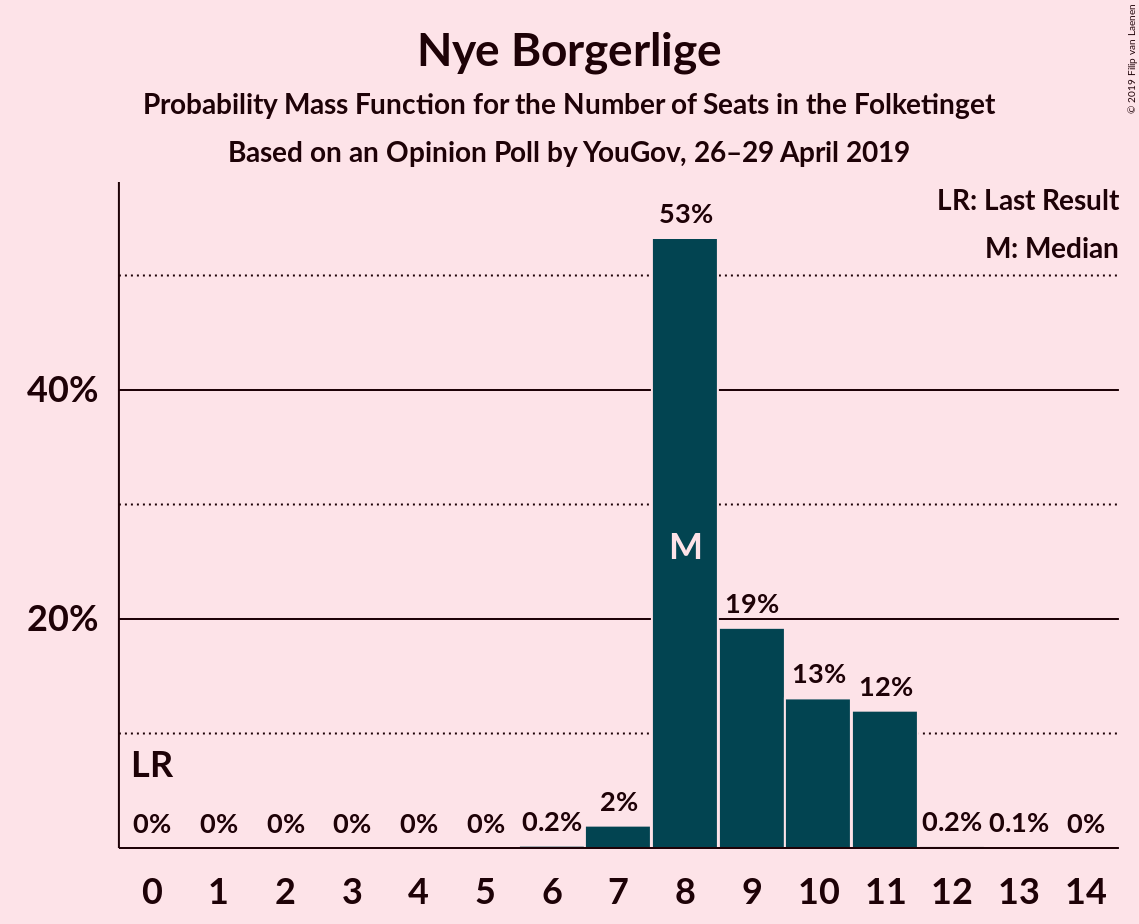 Nye Borgerlige
Probability Mass Function for the Number of Seats in the Folketinget
Based on an Opinion Poll by YouGov, 26–29 April 2019
© 2019 Filip van Laenen
LR: Last Result
M: Median
53%
40%
M
20%
19%
13%
12%
LR
0% 0% 0% 0% 0% 0% 0.2% 2% 0.2% 0.1% 0%
0 1 2 3 4 5 6 7 8 9 10 11 12 13 14